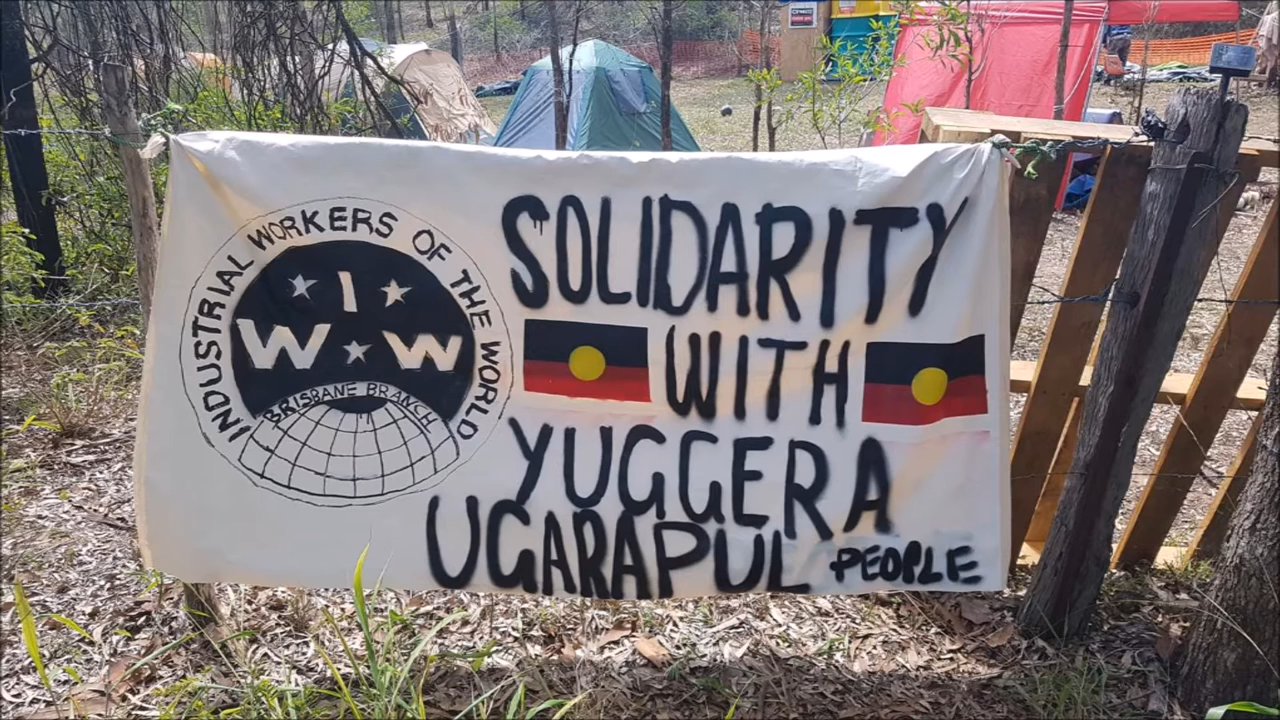 INDUSTRIAL WORKERS OF THE WORLD
I
W W
BRISBANE BRANCH
SOLIDARITY
WITH
YUGGERA
UGARAPUL PEOPLE